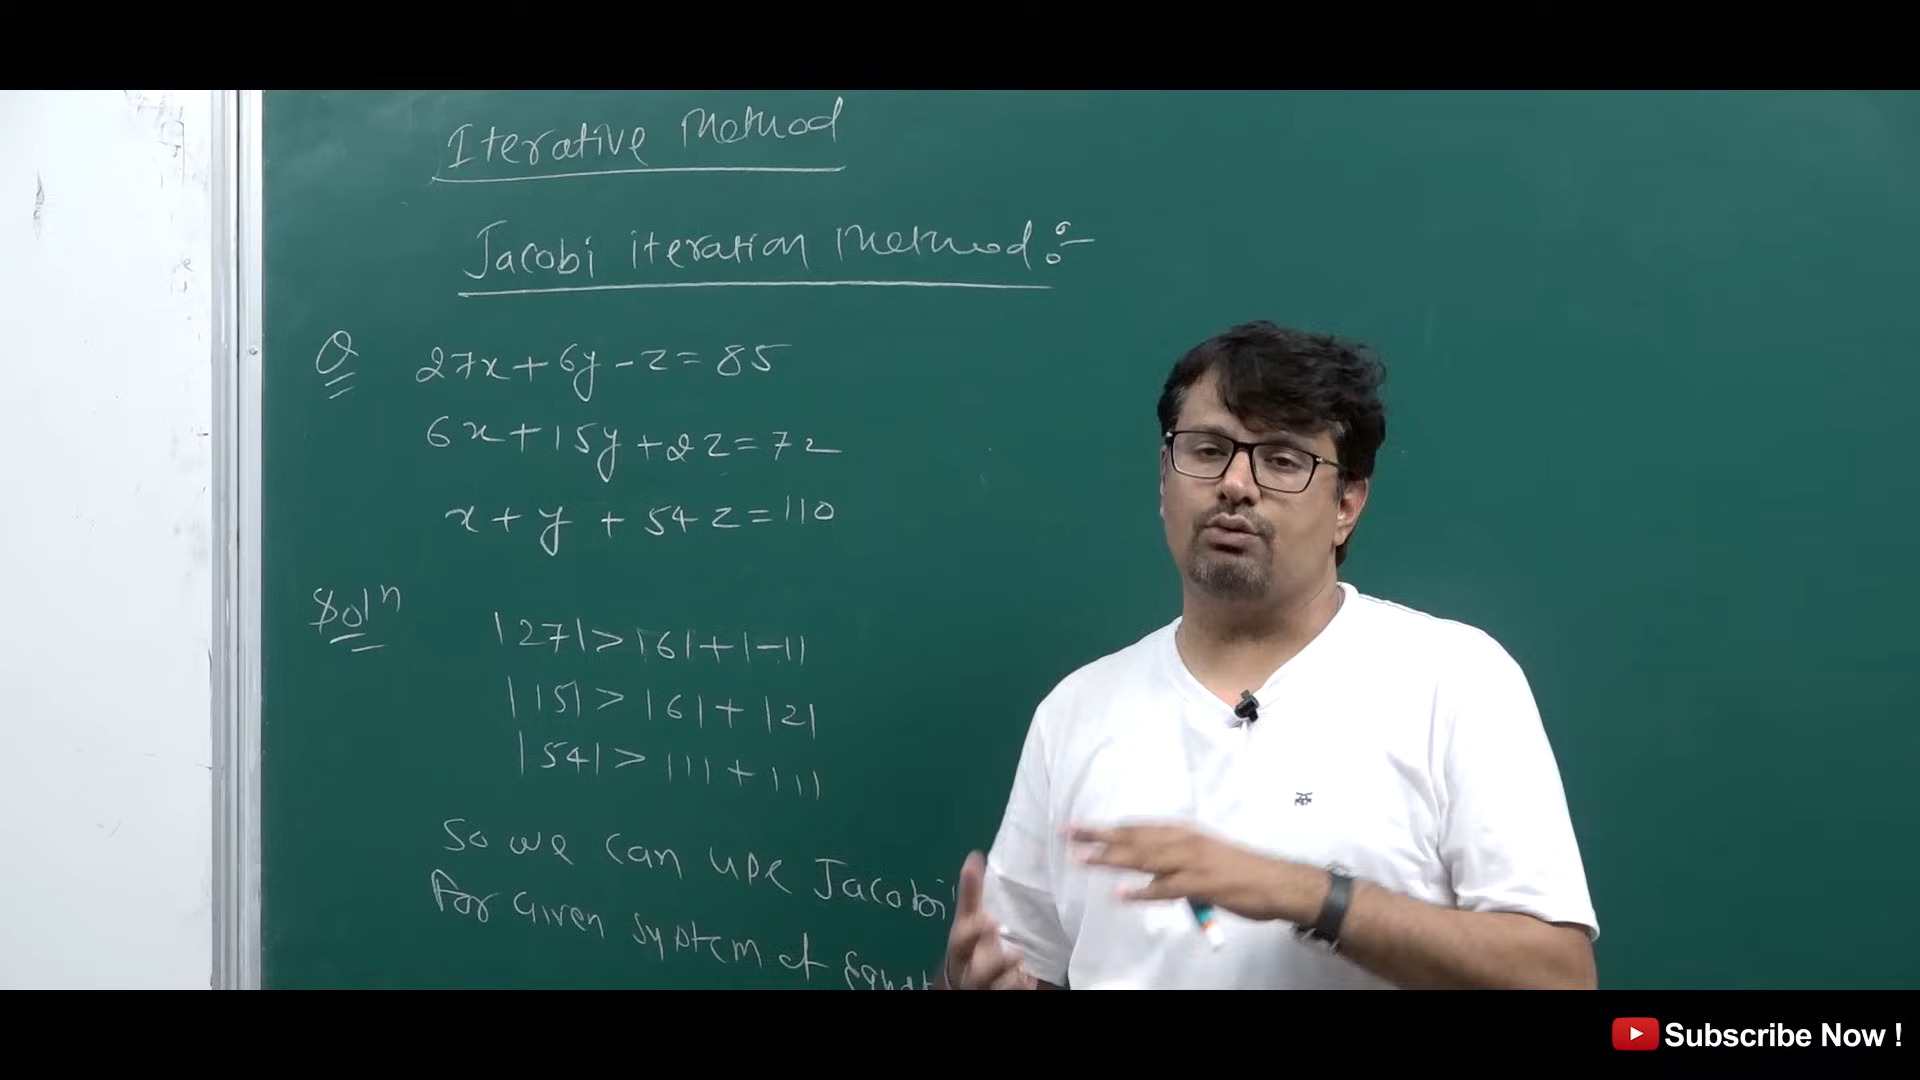 Iterative Method
Jacobi iteration Method :-
Q 27x + 6y - z = 85
6x + 15y + 2z = 72
x + y + 54z = 110
Solⁿ
|27| > |6| + |-1|
|15| > |6| + |2|
|54| > |1| + |1|
So we can use Jacobi
For Given system of
Subscribe Now !